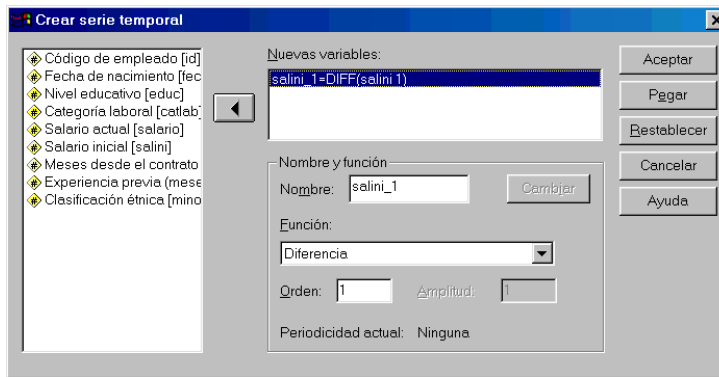 Crear serie temporal
Código de empleado [id]
Fecha de nacimiento [fec
Nivel educativo [educ]
Categoría laboral [catlab]
Salario actual [salario]
Salario inicial [salini]
Meses desde el contrato
Experiencia previa (mese
Clasificación étnica [mino
Nuevas variables:
salini_1=DIFF(salini 1)
Nombre y función
Nombre: salini_1 Cambiar
Función:
Diferencia
Orden: 1 Amplitud: 1
Periodicidad actual: Ninguna
Aceptar
Pegar
Restablecer
Cancelar
Ayuda